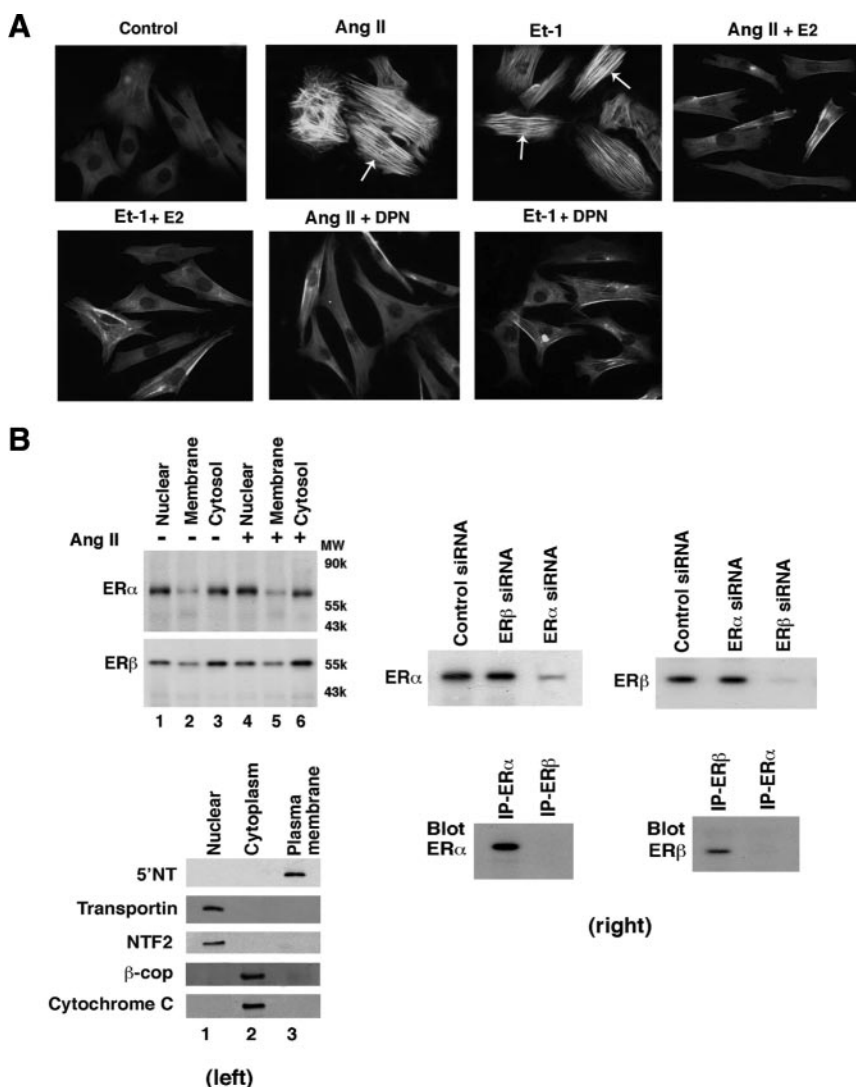 A
Control
Ang II
Et-1
Ang II + E2
Et-1 + E2
Ang II + DPN
Et-1 + DPN
B
Nuclear
Membrane
Cytosol
Nuclear
Membrane
Cytosol
Ang II - - - + + + MW
90k
ERα
55k
43k
ERβ
55k
43k
1 2 3 4 5 6
Control siRNA
ERβ siRNA
ERα siRNA
ERα
Control siRNA
ERα siRNA
ERβ siRNA
ERβ
Nuclear
Cytoplasm
Plasma
membrane
5'NT
Transportin
NTF2
β-cop
Cytochrome C
1 2 3
(left)
IP-ERα
IP-ERβ
Blot
ERα
IP-ERβ
IP-ERα
Blot
ERβ
(right)